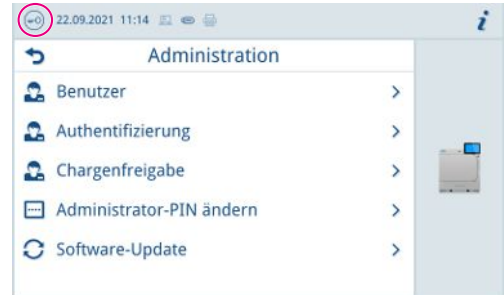 22.09.2021 11:14 i
Administration
Benutzer
Authentifizierung
Chargenfreigabe
Administrator-PIN ändern
Software-Update